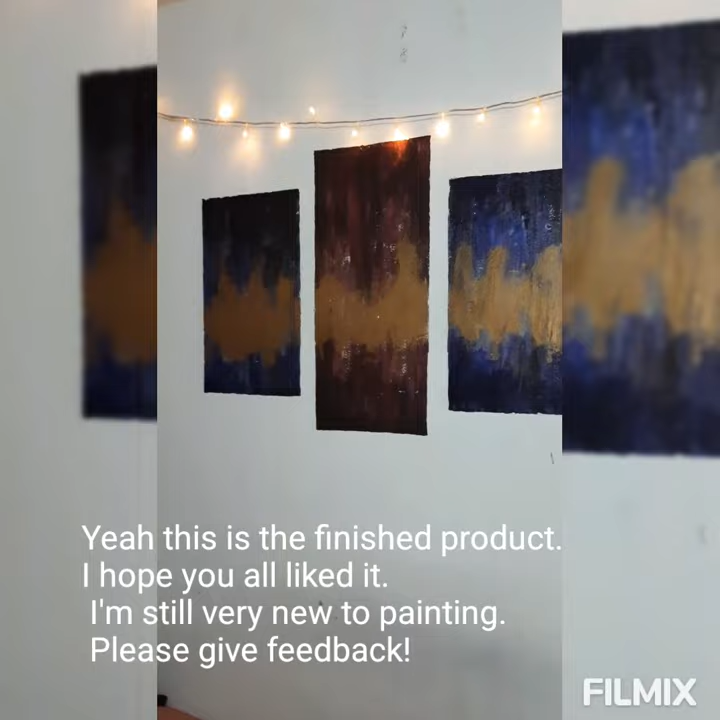 Yeah this is the finished product.
I hope you all liked it.
I'm still very new to painting.
Please give feedback!
FILMIX